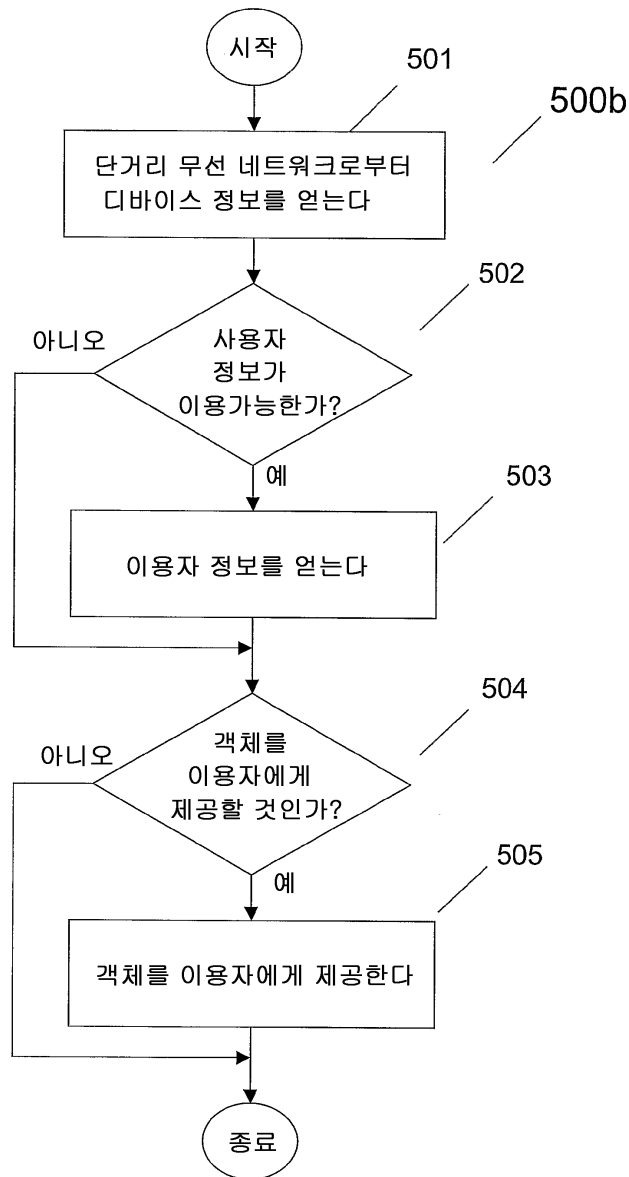 시작
501
500b
단거리 무선 네트워크로부터
디바이스 정보를 얻는다
502
아니오
사용자
정보가
이용가능한가?
예
503
이용자 정보를 얻는다
504
아니오
객체를
이용자에게
제공할 것인가?
예
505
객체를 이용자에게 제공한다
종료